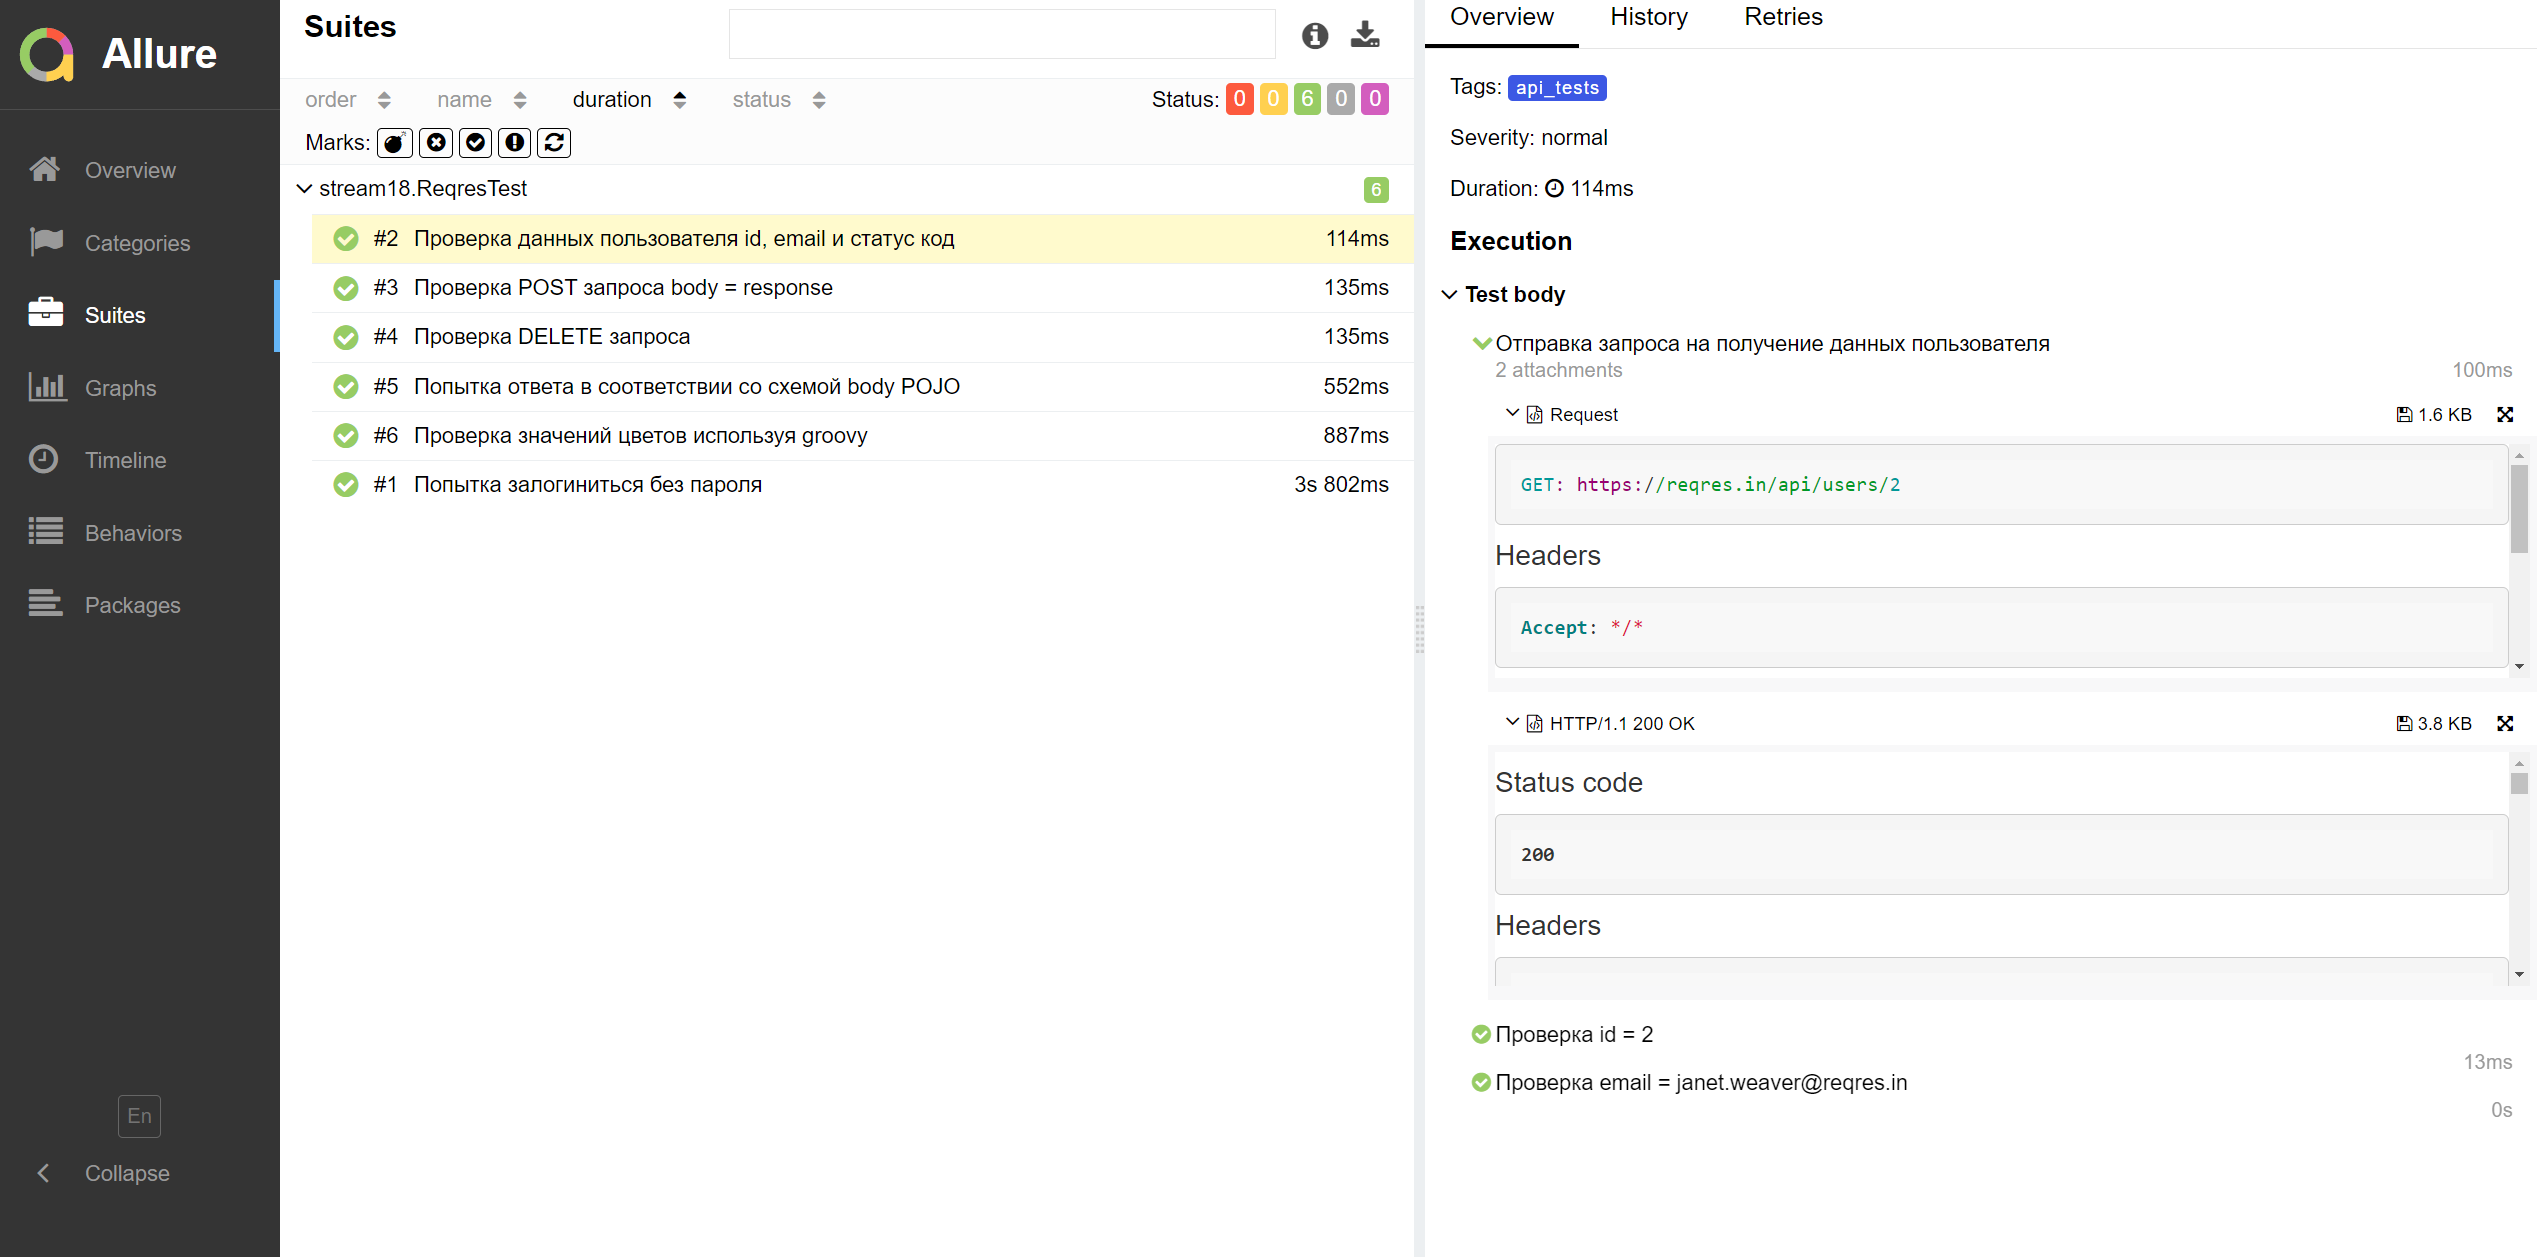 Allure
Overview
Categories
Suites
Graphs
Timeline
Behaviors
Packages
En
Collapse
Suites
order name duration status Status: 0 0 6 0 0
Marks:
stream18.ReqresTest 6
#2 Проверка данных пользователя id, email и статус код 114ms
#3 Проверка POST запроса body = response 135ms
#4 Проверка DELETE запроса 135ms
#5 Попытка ответа в соответствии со схемой body POJO 552ms
#6 Проверка значений цветов используя groovy 887ms
#1 Попытка залогиниться без пароля 3s 802ms
Overview History Retries
Tags: api_tests
Severity: normal
Duration: 114ms
Execution
Test body
Отправка запроса на получение данных пользователя
2 attachments 100ms
Request 1.6 KB
GET: https://reqres.in/api/users/2
Headers
Accept: */*
HTTP/1.1 200 OK 3.8 KB
Status code
200
Headers
Проверка id = 2
13ms
Проверка email = janet.weaver@reqres.in
0s